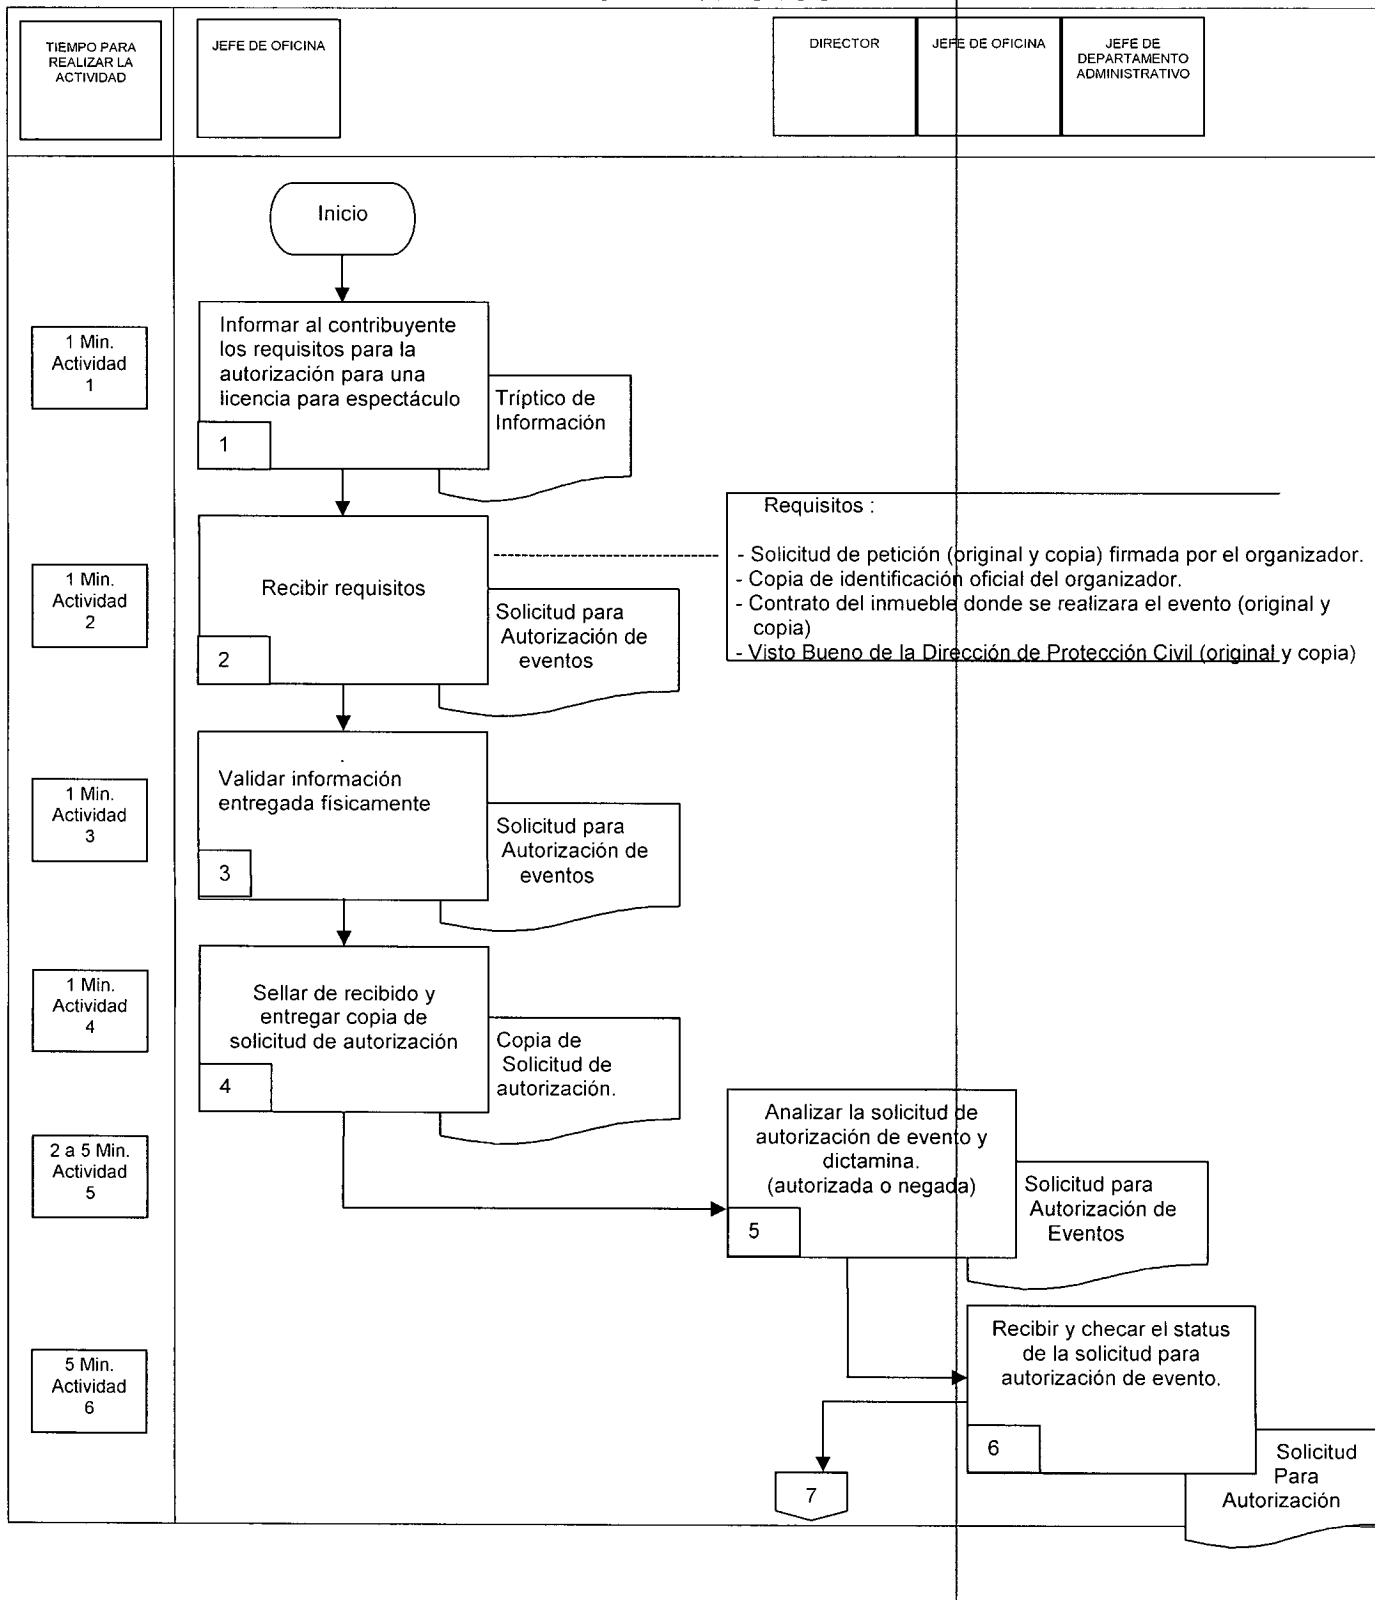 TIEMPO PARA
REALIZAR LA
ACTIVIDAD
JEFE DE OFICINA
DIRECTOR
JEFE DE OFICINA
JEFE DE
DEPARTAMENTO
ADMINISTRATIVO
Inicio
1 Min.
Actividad
1
Informar al contribuyente
los requisitos para la
autorización para una
licencia para espectáculo
1
Tríptico de
Información
1 Min.
Actividad
2
Recibir requisitos
2
Solicitud para
Autorización de
eventos
Requisitos :
- Solicitud de petición (original y copia) firmada por el organizador.
- Copia de identificación oficial del organizador.
- Contrato del inmueble donde se realizara el evento (original y
copia)
- Visto Bueno de la Dirección de Protección Civil (original y copia)
1 Min.
Actividad
3
Validar información
entregada físicamente
3
Solicitud para
Autorización de
eventos
1 Min.
Actividad
4
Sellar de recibido y
entregar copia de
solicitud de autorización
4
Copia de
Solicitud de
autorización.
2 a 5 Min.
Actividad
5
Analizar la solicitud de
autorización de evento y
dictamina.
(autorizada o negada)
5
Solicitud para
Autorización de
Eventos
5 Min.
Actividad
6
Recibir y checar el status
de la solicitud para
autorización de evento.
6
Solicitud
Para
Autorización
7